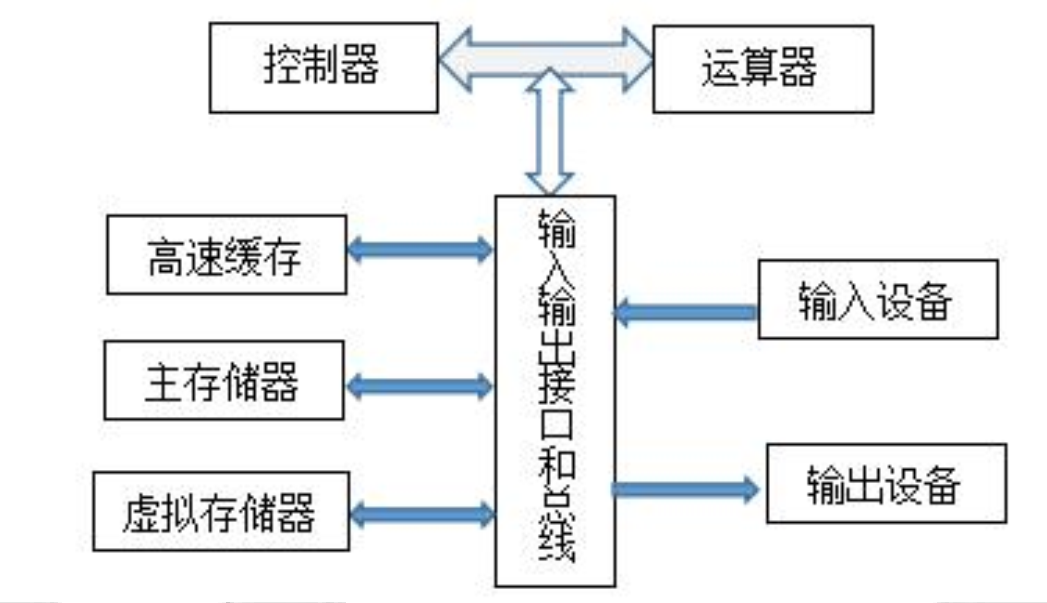 控制器
运算器
高速缓存
主存储器
虚拟存储器
输入输出接口和总线
输入设备
输出设备